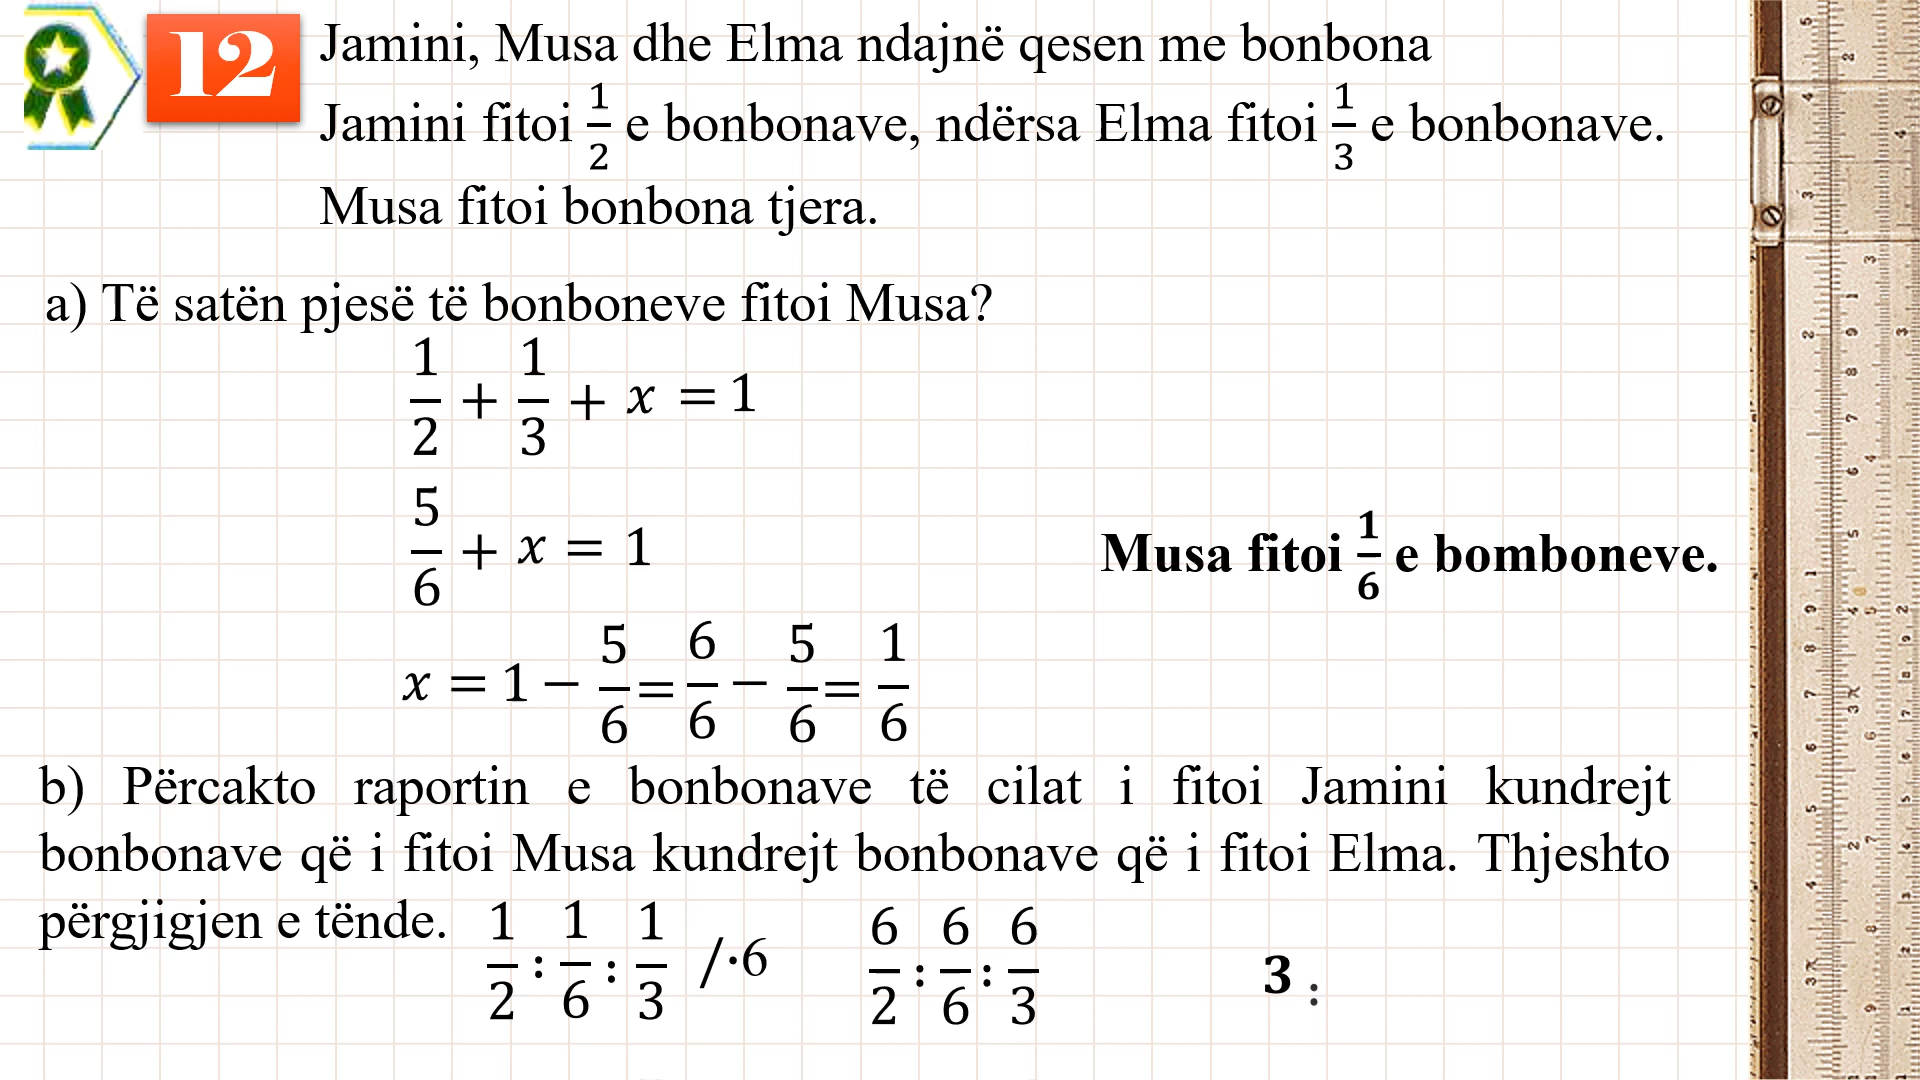 12
Jamini, Musa dhe Elma ndajnë qesen me bonbona
Jamini fitoi 1/2 e bonbonave, ndërsa Elma fitoi 1/3 e bonbonave.
Musa fitoi bonbona tjera.
a) Të satën pjesë të bonboneve fitoi Musa?
1/2 + 1/3 + x = 1
5/6 + x = 1
Musa fitoi 1/6 e bomboneve.
x = 1 − 5/6 = 6/6 − 5/6 = 1/6
b) Përcakto raportin e bonbonave të cilat i fitoi Jamini kundrejt
bonbonave që i fitoi Musa kundrejt bonbonave që i fitoi Elma. Thjeshto
përgjigjen e tënde. 1/2 : 1/6 : 1/3 /·6 6/2 : 6/6 : 6/3 3 :